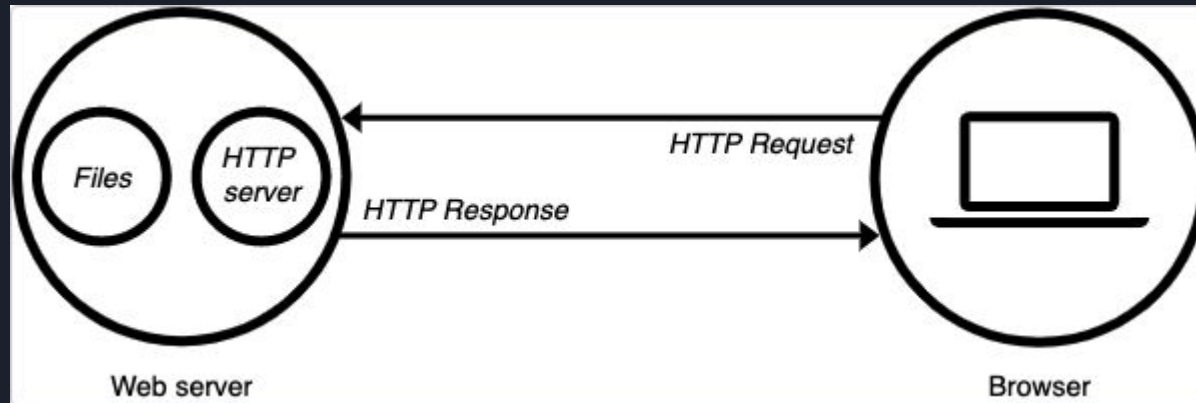 Files
HTTP
server
HTTP Request
HTTP Response
Web server
Browser